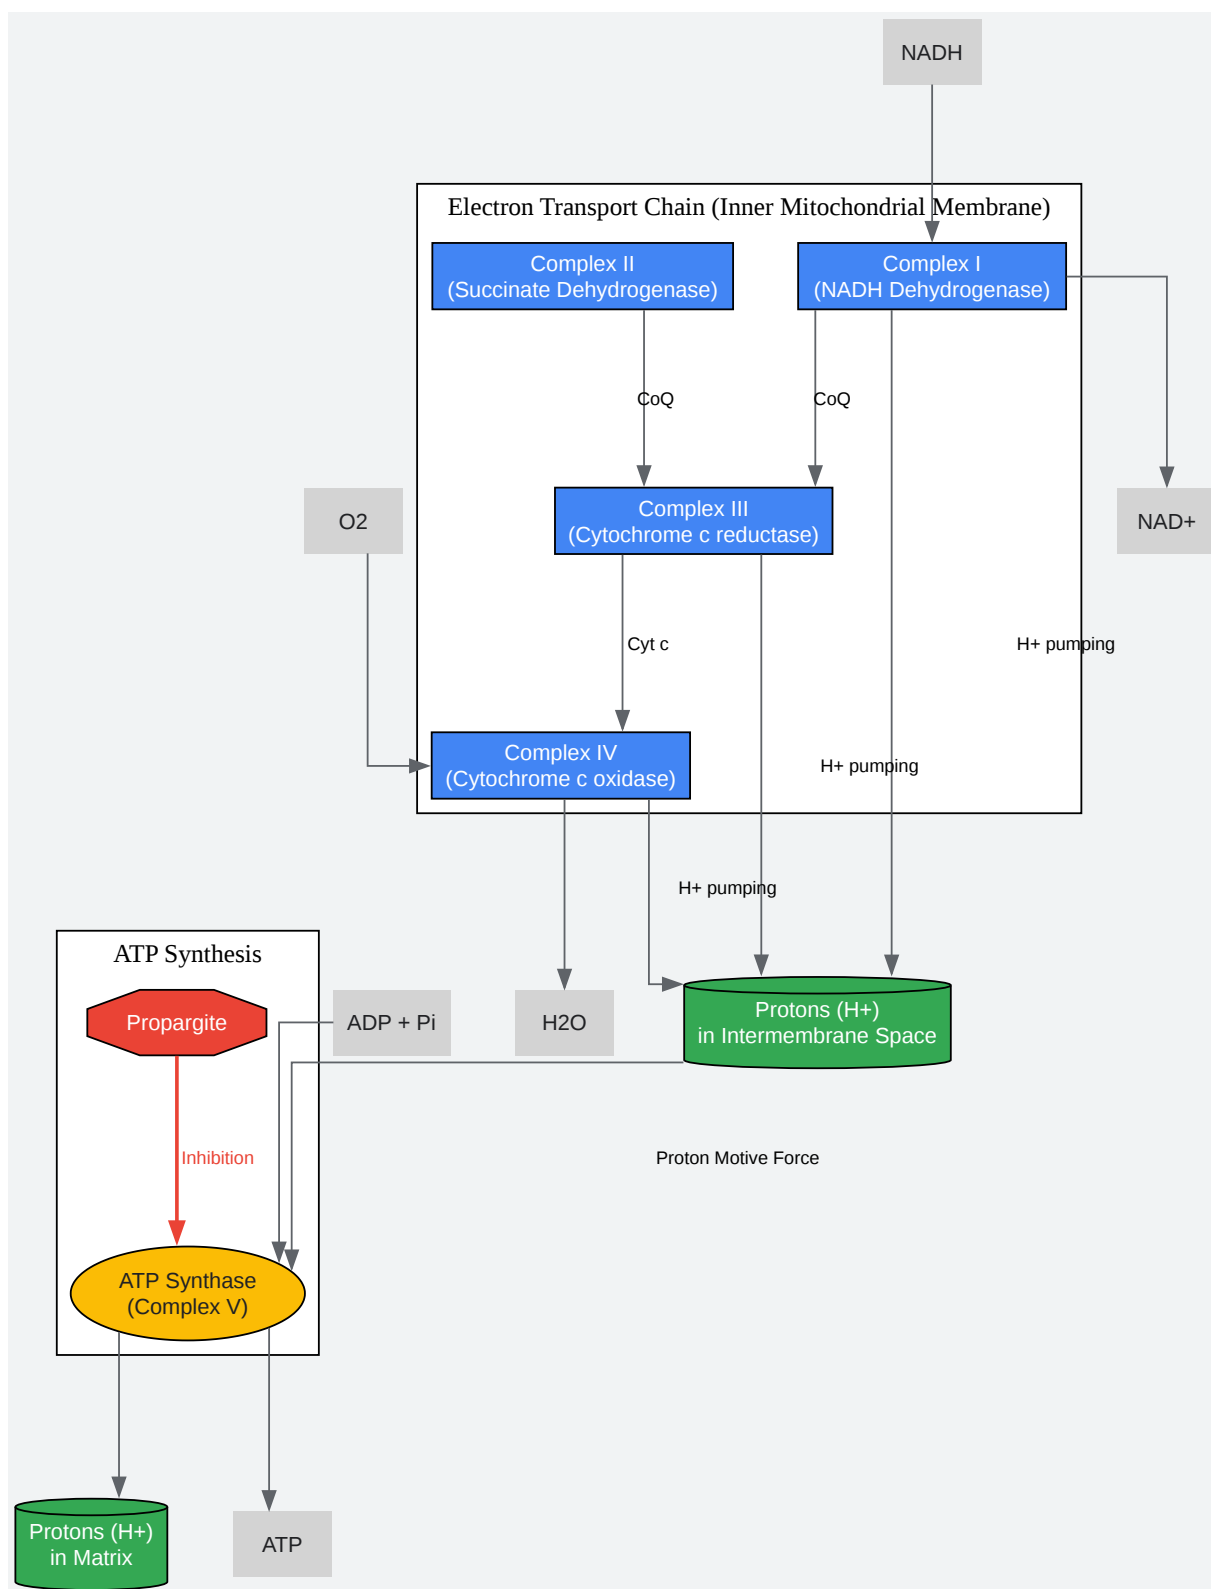 NADH
Electron Transport Chain (Inner Mitochondrial Membrane)
Complex II
(Succinate Dehydrogenase)
Complex I
(NADH Dehydrogenase)
CoQ
CoQ
O2
Complex III
(Cytochrome c reductase)
NAD+
Cyt c
H+ pumping
Complex IV
(Cytochrome c oxidase)
H+ pumping
H+ pumping
ATP Synthesis
Propargite
ADP + Pi
H2O
Protons (H+)
in Intermembrane Space
Inhibition
Proton Motive Force
ATP Synthase
(Complex V)
Protons (H+)
in Matrix
ATP